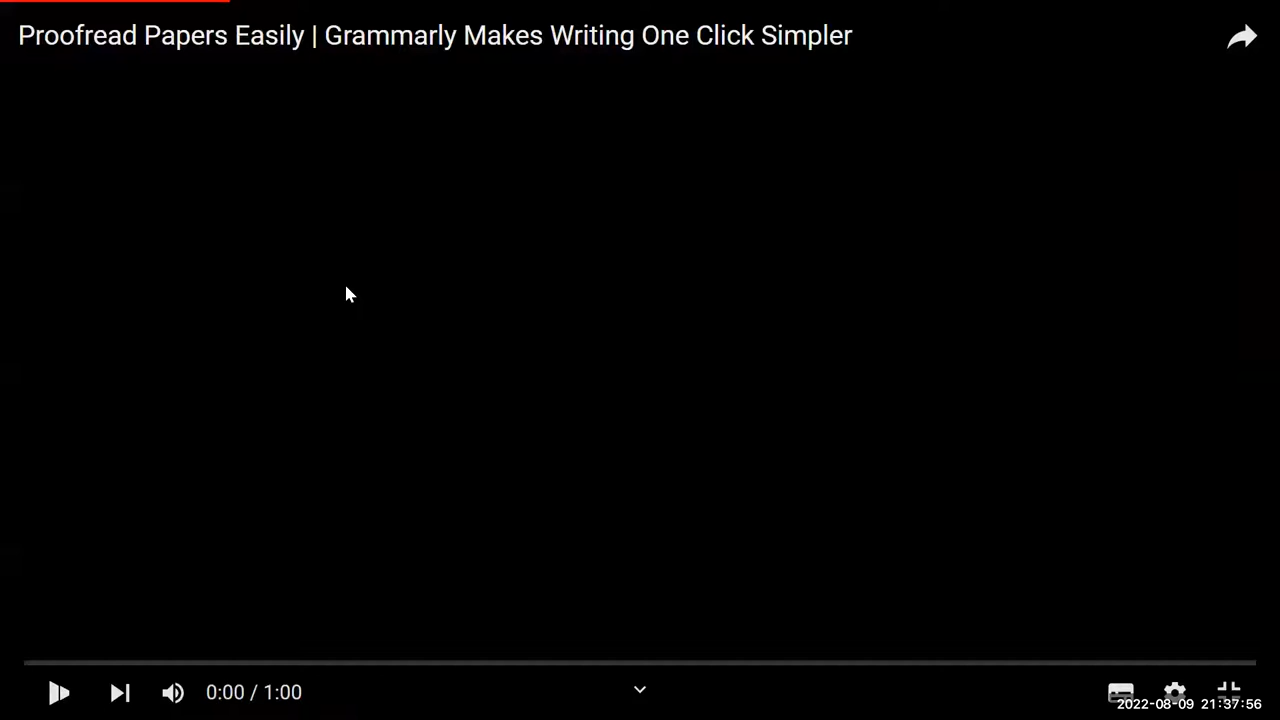 Proofread Papers Easily | Grammarly Makes Writing One Click Simpler
0:00 / 1:00
2022-08-09 21:37:56